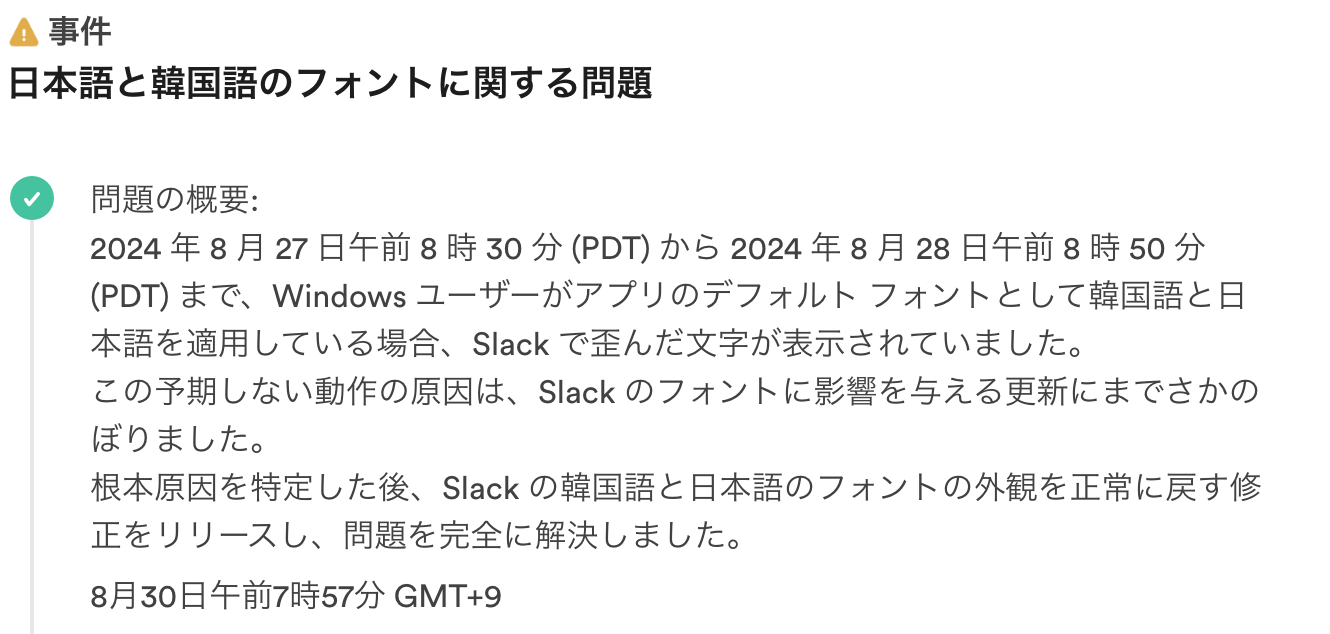 事件
日本語と韓国語のフォントに関する問題
問題の概要:
2024 年 8 月 27 日午前 8 時 30 分 (PDT) から 2024 年 8 月 28 日午前 8 時 50 分
(PDT) まで、Windows ユーザーがアプリのデフォルト フォントとして韓国語と日
本語を適用している場合、Slack で歪んだ文字が表示されていました。
この予期しない動作の原因は、Slack のフォントに影響を与える更新にまでさかの
ぼりました。
根本原因を特定した後、Slack の韓国語と日本語のフォントの外観を正常に戻す修
正をリリースし、問題を完全に解決しました。
8月30日午前7時57分 GMT+9